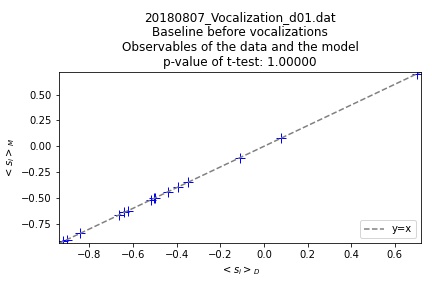 20180807_Vocalization_d01.dat
Baseline before vocalizations
Observables of the data and the model
p-value of t-test: 1.00000
0.50
0.25
0.00
−0.25
−0.50
−0.75
< s_i >_M
y=x
−0.8 −0.6 −0.4 −0.2 0.0 0.2 0.4 0.6
< s_i >_D